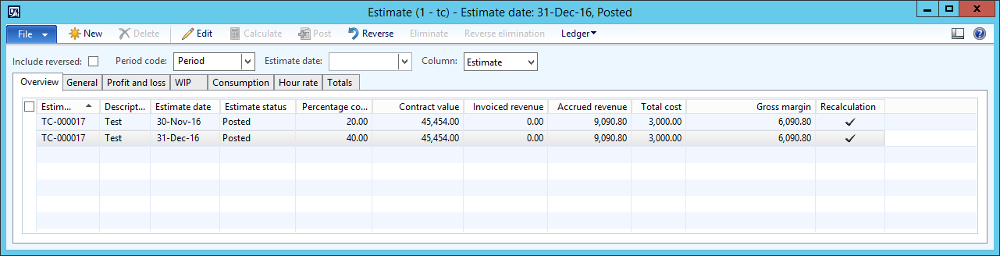 Estimate (1 - tc) - Estimate date: 31-Dec-16, Posted
File New Delete Edit Calculate Post Reverse Eliminate Reverse elimination Ledger
Include reversed: Period code: Period Estimate date: Column: Estimate
Overview General Profit and loss WIP Consumption Hour rate Totals
Estim... Descript... Estimate date Estimate status Percentage co... Contract value Invoiced revenue Accrued revenue Total cost Gross margin Recalculation
TC-000017 Test 30-Nov-16 Posted 20.00 45,454.00 0.00 9,090.80 3,000.00 6,090.80
TC-000017 Test 31-Dec-16 Posted 40.00 45,454.00 0.00 9,090.80 3,000.00 6,090.80